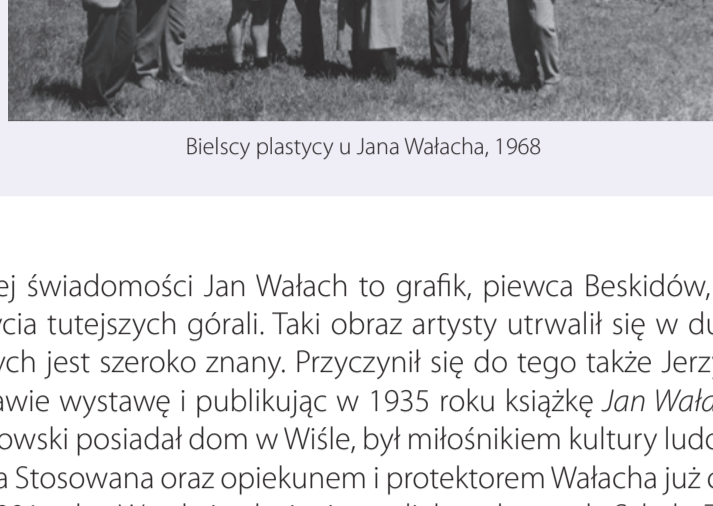 Bielscy plastycy u Jana Wałacha, 1968
ej świadomości Jan Wałach to grafik, piewca Beskidów,
ycia tutejszych górali. Taki obraz artysty utrwalił się w du
ych jest szeroko znany. Przyczynił się do tego także Jerzy
awie wystawę i publikując w 1935 roku książkę Jan Wała
owski posiadał dom w Wiśle, był miłośnikiem kultury ludo
a Stosowana oraz opiekunem i protektorem Wałacha już